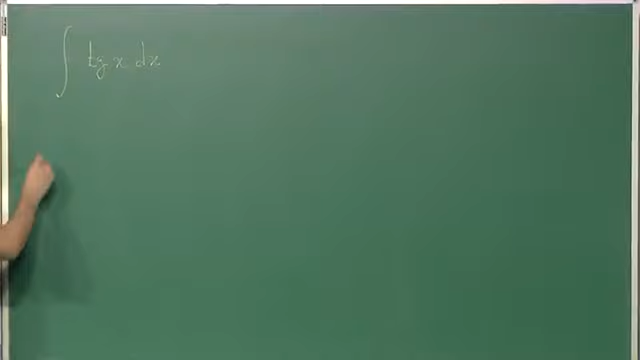 ∫ tg x dx